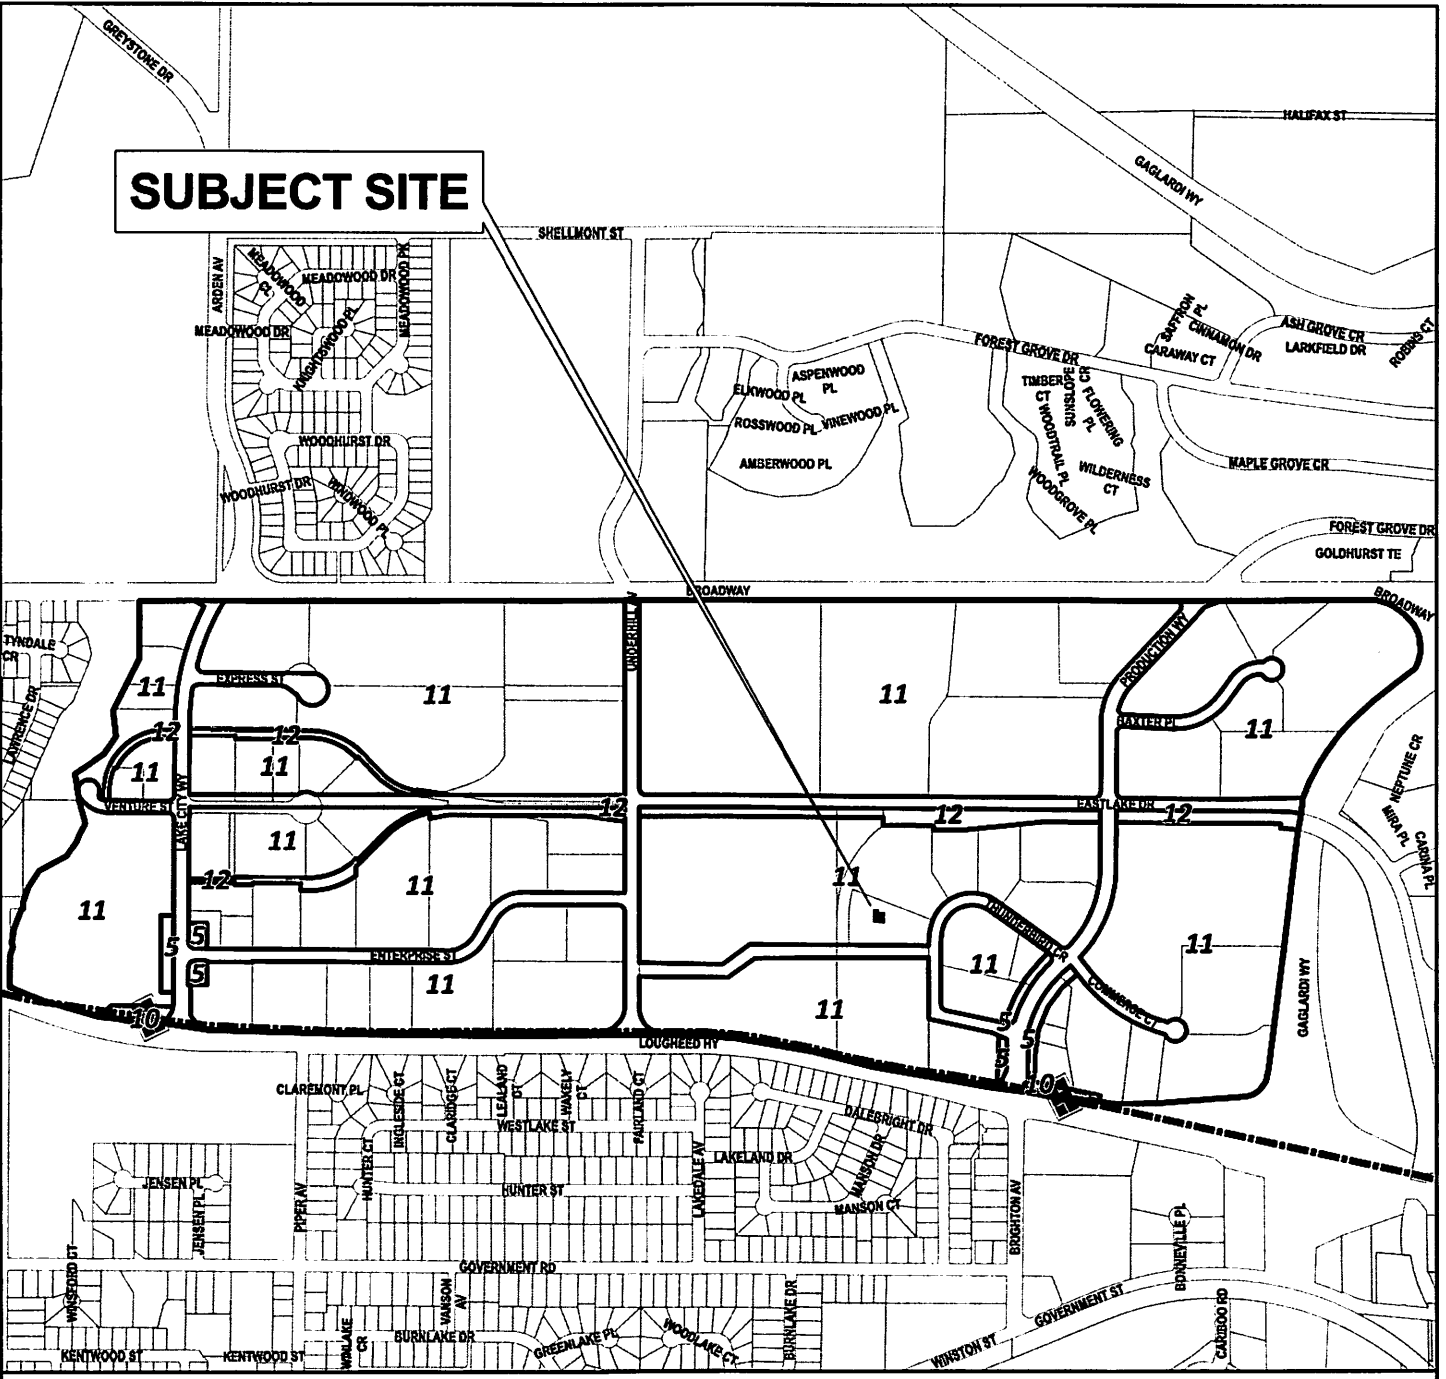 GREYSTONE DR
HALIFAX ST
GAGLARDI WY
SUBJECT SITE
SHELLMONT ST
ARDEN AV
MEADOWOOD
CL
MEADOWOOD DR
MEADOWOOD PK
MEADOWOOD DR
KNIGHTSWOOD PL
SAFFRON
PL
CINNAMON DR
ASH GROVE CR
LARKFIELD DR
ROBINS CT
CARAWAY CT
FOREST GROVE DR
ASPENWOOD
PL
ELKWOOD PL
ROSSWOOD PL
VINEWOOD PL
AMBERWOOD PL
TIMBER
CT
SUNSLOPE
CR
FLOWERING
PL
WOODTRAIL PL
WILDERNESS
CT
WOODGROVE PL
MAPLE GROVE CR
WOODHURST DR
WOODHURST DR
WINDWOOD PL
FOREST GROVE DR
GOLDHURST TE
BROADWAY
BROADWAY
TYNDALE
CR
LAWRENCE DR
UNDERHILL AV
PRODUCTION WY
EXPRESS ST
11
11
11
BAXTER PL
11
12
12
11
11
VENTURE ST
LAKE CITY WY
12
EASTLAKE DR
12
12
NEPTUNE CR
MIRA PL
CARINA PL
11
12
11
11
11
5
5
5
ENTERPRISE ST
11
THUNDERBIRD CR
11
11
COMMERCE CT
GAGLARDI WY
11
5
5
5
10
10
LOUGHEED HY
CLAREMONT PL
INGLESIDE CT
CLARIDGE CT
LEALAND
CT
WAKELY
CT
FAIRLAND CT
WESTLAKE ST
DALEBRIGHT DR
LAKELAND DR
MANSON DR
MANSON CT
HUNTER CT
HUNTER ST
LAKEDALE AV
JENSEN PL
JENSEN PL
PIPER AV
BRIGHTON AV
BONNEVILLE PL
WINSFORD CT
GOVERNMENT RD
GOVERNMENT ST
VANSON
AV
BURNLAKE DR
WINLAKE
CR
BURNLAKE DR
GREENLAKE PL
WOODLAKE CT
WINSTON ST
CARIBOO RD
KENTWOOD ST
KENTWOOD ST